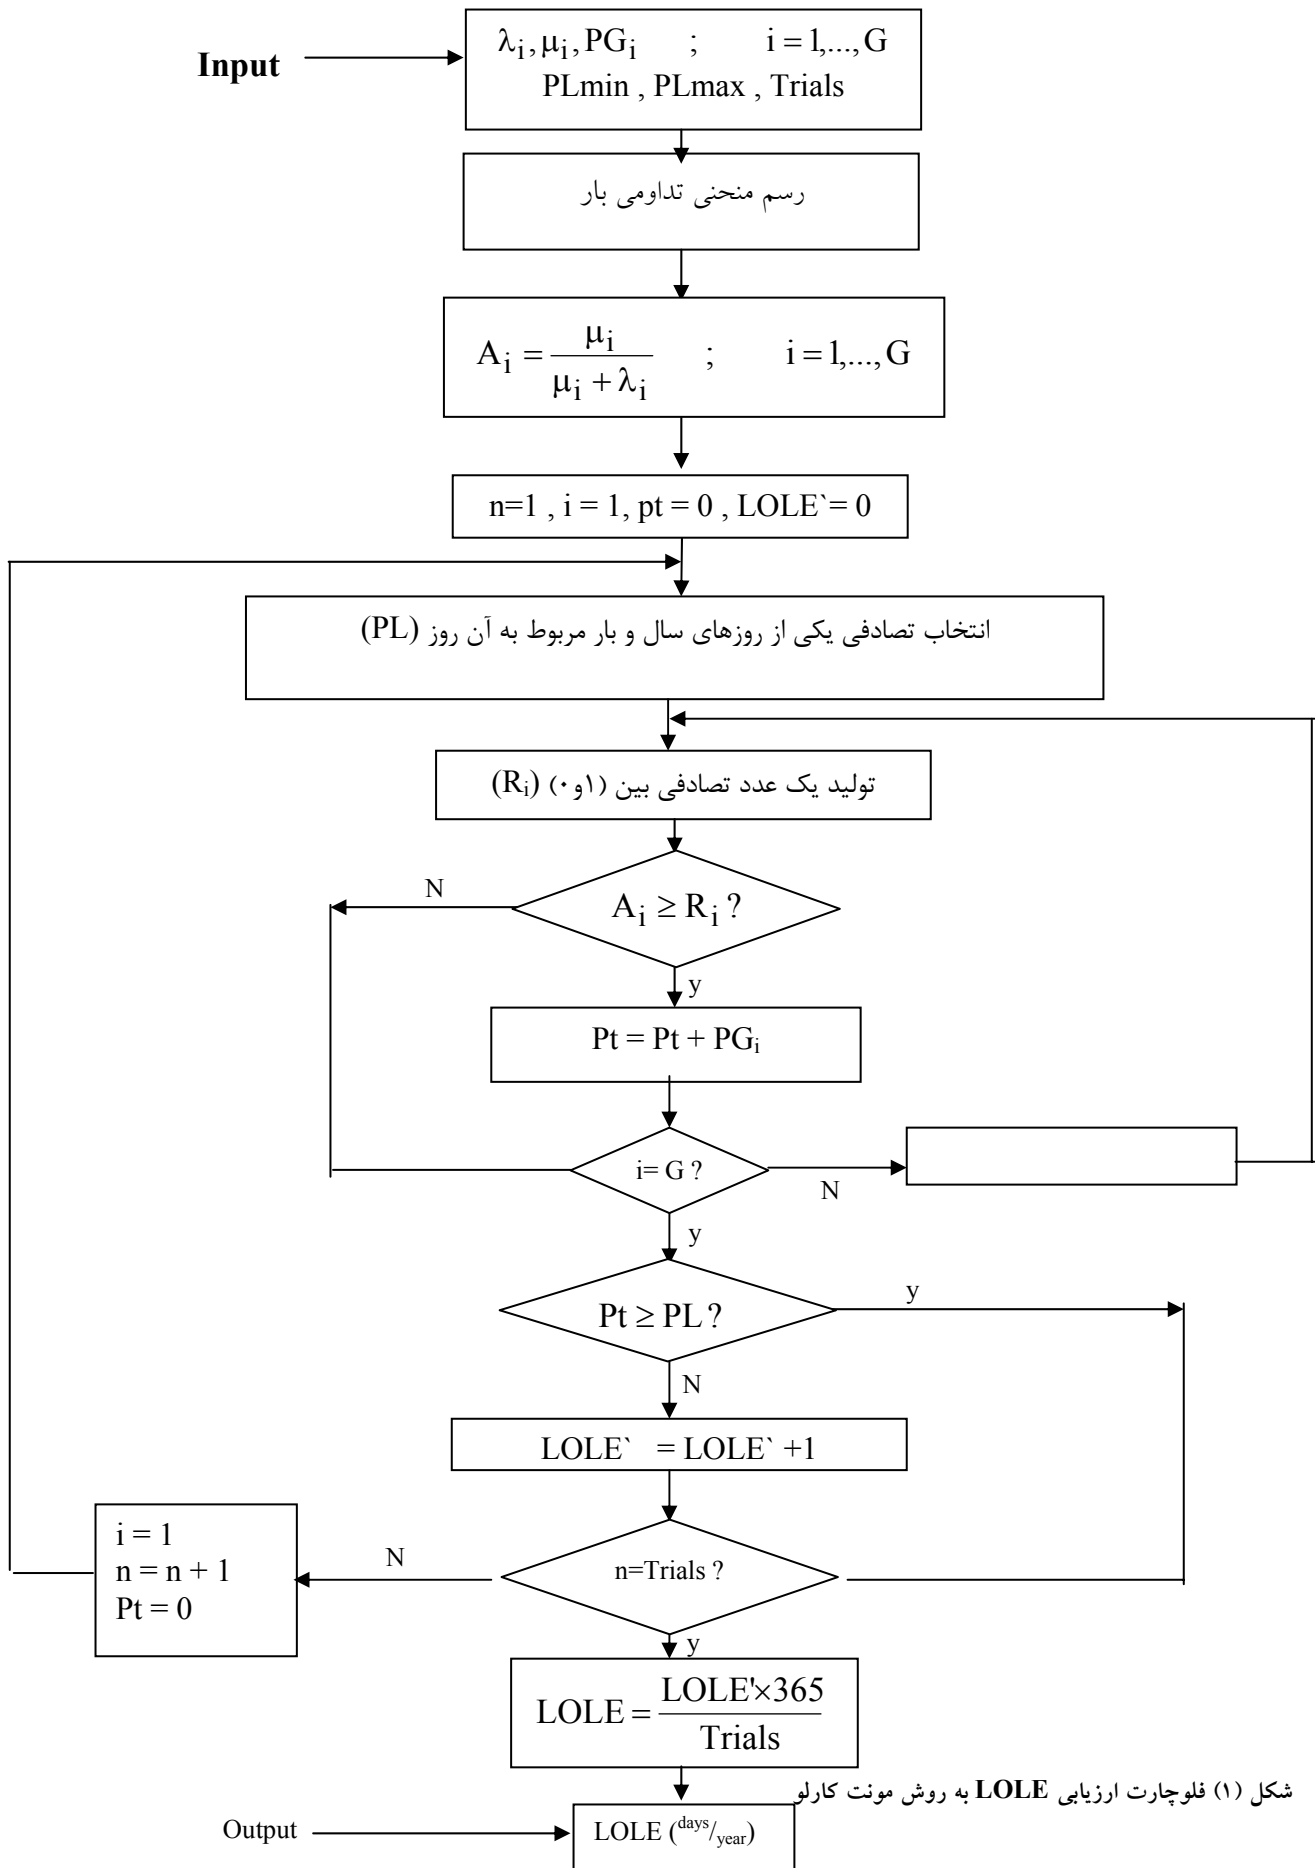 Input
λi, μi, PGi ; i = 1,..., G
PLmin , PLmax , Trials
رسم منحنی تداومی بار
Ai = μi / (μi + λi) ; i = 1,..., G
n=1 , i = 1, pt = 0 , LOLE`= 0
انتخاب تصادفی یکی از روزهای سال و بار مربوط به آن روز (PL)
تولید یک عدد تصادفی بین (۱و۰) (Ri)
N
Ai ≥ Ri ?
y
Pt = Pt + PGi
i= G ?
N
y
Pt ≥ PL ?
y
N
LOLE` = LOLE` +1
i = 1
n = n + 1
Pt = 0
N
n=Trials ?
y
LOLE = LOLE'×365 / Trials
شکل (۱) فلوچارت ارزیابی LOLE به روش مونت کارلو
Output
LOLE (days/year)